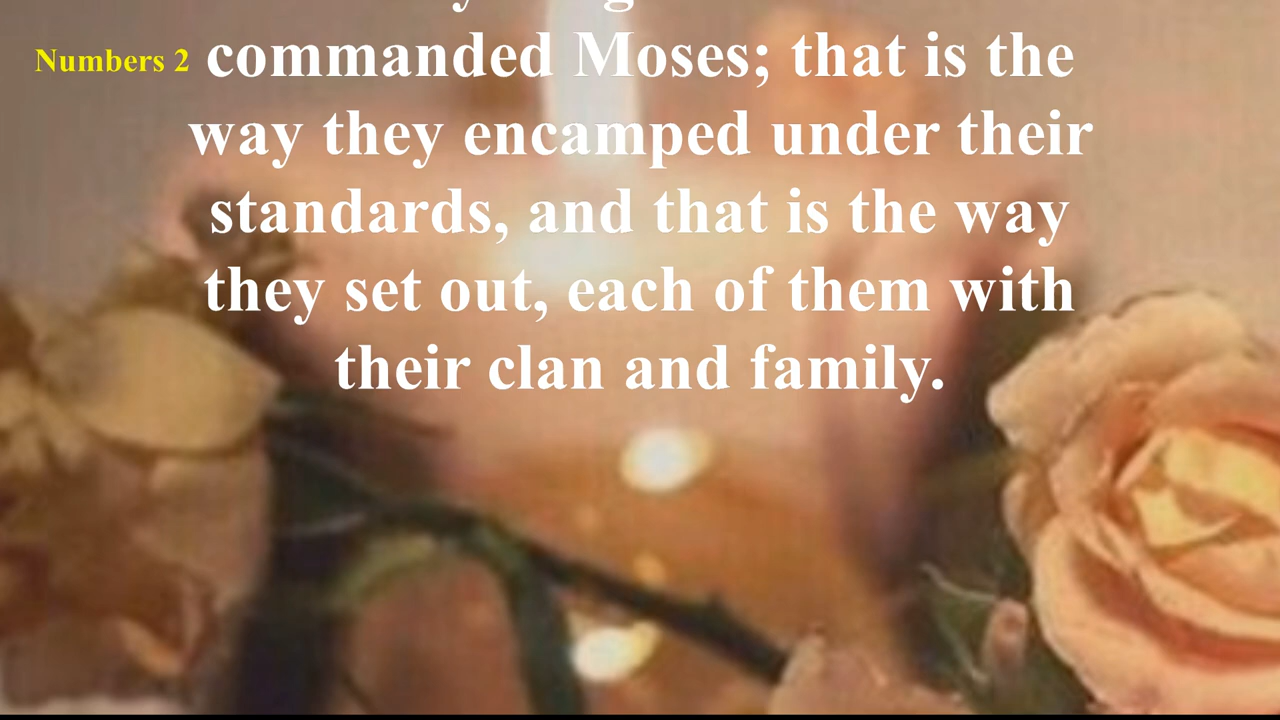 Numbers 2
commanded Moses; that is the
way they encamped under their
standards, and that is the way
they set out, each of them with
their clan and family.